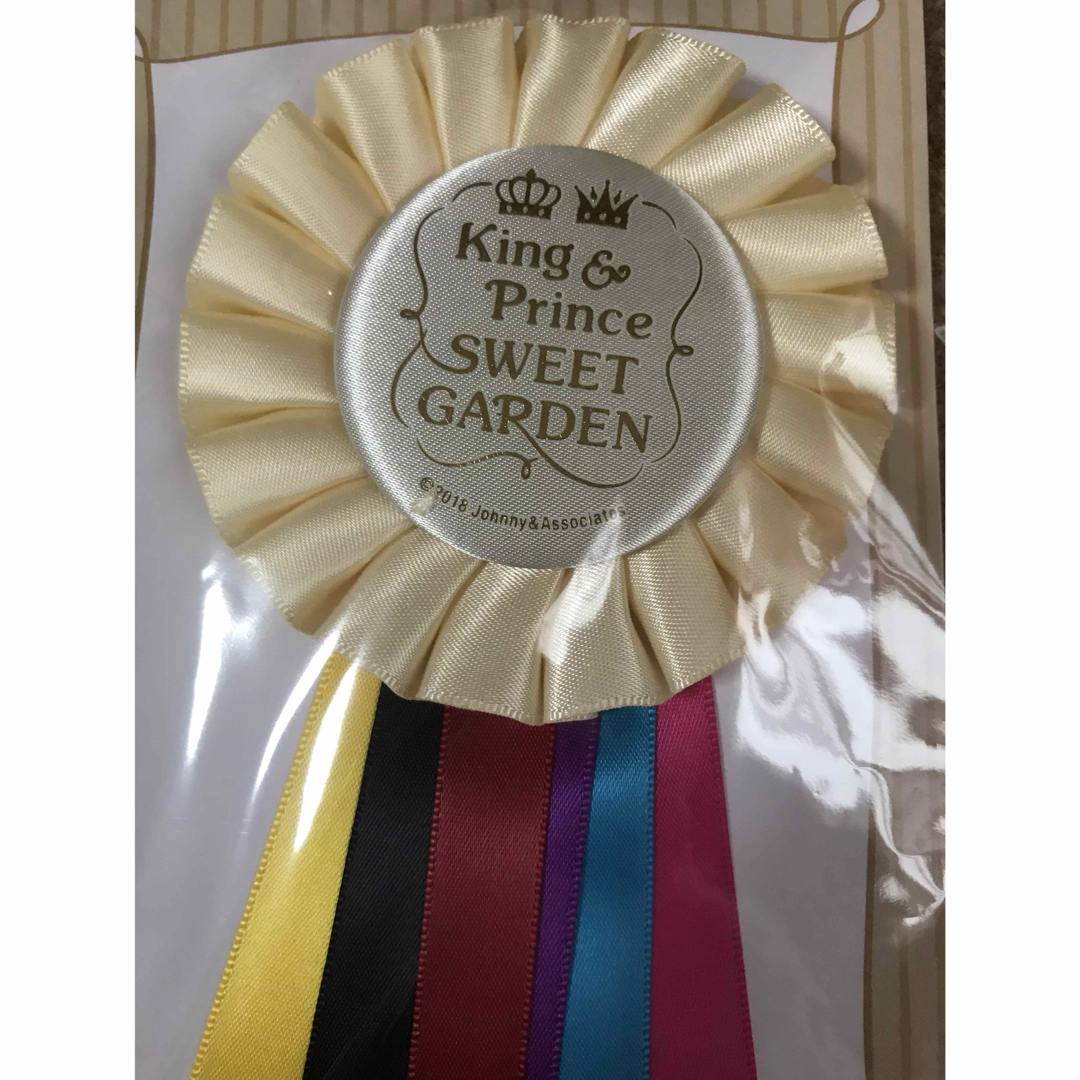 King &
Prince
SWEET
GARDEN
©2018 Johnny&Associates